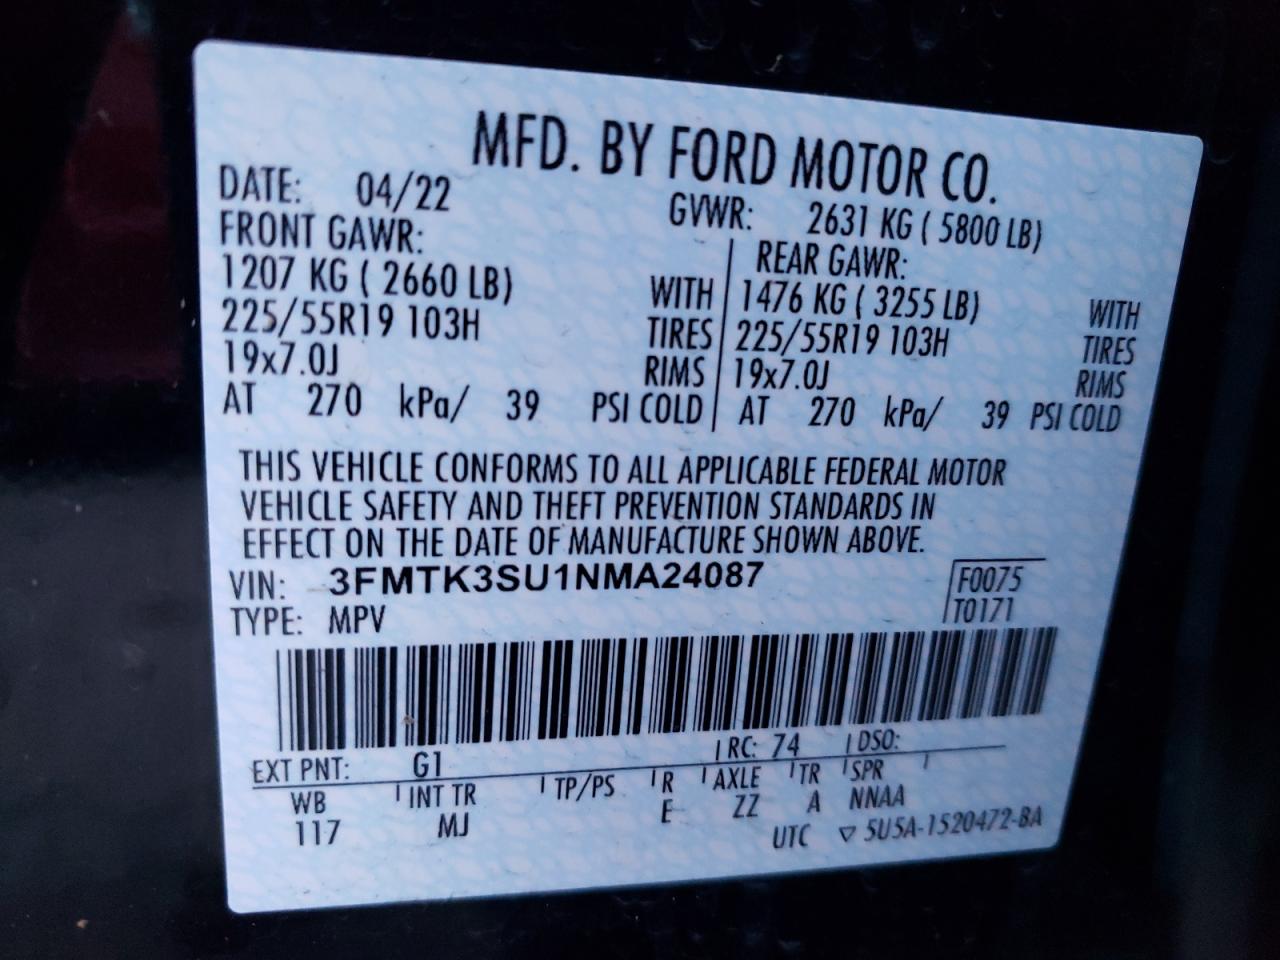 MFD. BY FORD MOTOR CO.
DATE: 04/22 GVWR: 2631 KG ( 5800 LB)
FRONT GAWR: REAR GAWR:
1207 KG ( 2660 LB) WITH 1476 KG ( 3255 LB) WITH
225/55R19 103H TIRES 225/55R19 103H TIRES
19x7.0J RIMS 19x7.0J RIMS
AT 270 kPa/ 39 PSI COLD AT 270 kPa/ 39 PSI COLD
THIS VEHICLE CONFORMS TO ALL APPLICABLE FEDERAL MOTOR
VEHICLE SAFETY AND THEFT PREVENTION STANDARDS IN
EFFECT ON THE DATE OF MANUFACTURE SHOWN ABOVE.
VIN: 3FMTK3SU1NMA24087 F0075
TYPE: MPV T0171
EXT PNT: G1 RC: 74 DSO:
WB INT TR TP/PS R AXLE TR SPR
117 MJ E ZZ A NNAA
UTC ▽ 5U5A-1520472-BA